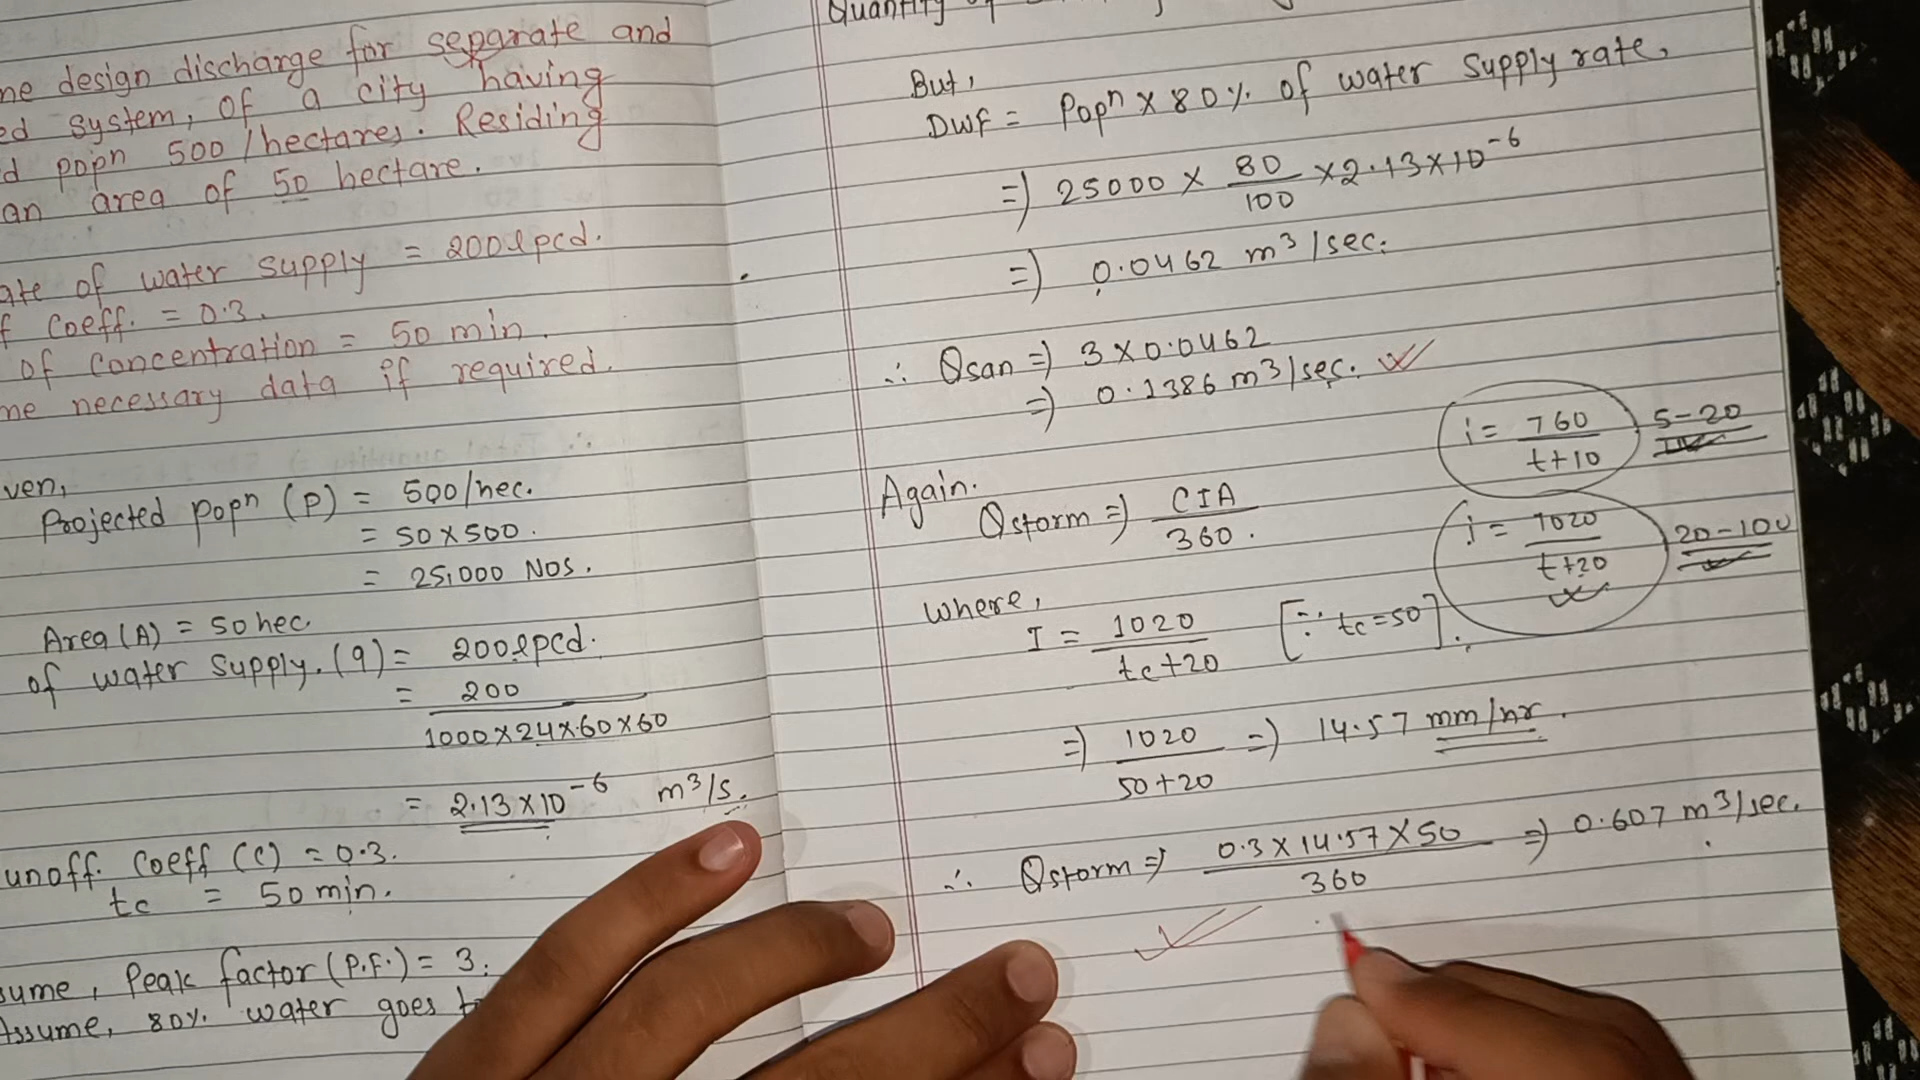 me design discharge for separate and
ed system, of a city having
d popn 500/hectares. Residing
an area of 50 hectare.
ate of water supply = 200lpcd.
f coeff. = 0.3.
of concentration = 50 min.
me necessary data if required.
ven,
Projected popⁿ (P) = 500/hec.
= 50×500.
= 25,000 Nos.
Area (A) = 50 hec.
of water supply. (q) = 200lpcd.
= 200
1000×24×60×60
= 2.13×10⁻⁶ m³/s.
unoff. coeff (c) = 0.3.
tc = 50 min.
sume, Peak factor (P.F.) = 3.
Assume, 80% water goes
Quantity of
But,
DWF = Popⁿ × 80% of water supply rate.
=) 25000 × 80/100 × 2.13×10⁻⁶
=) 0.0462 m³/sec.
∴ Qsan =) 3×0.0462
=) 0.1386 m³/sec.
i = 760/t+10 5-20
Again.
Qstorm =) CIA/360.
i = 1020/t+20 20-100
where,
I = 1020/tc+20 [∵ tc=50].
=) 1020/50+20 =) 14.57 mm/hr.
∴ Qstorm =) 0.3×14.57×50/360 =) 0.607 m³/sec.